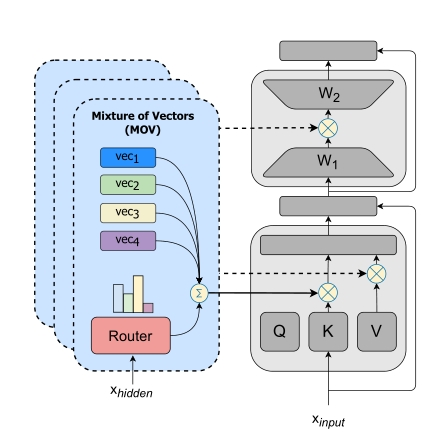 Mixture of Vectors
(MOV)
vec1
vec2
vec3
vec4
Σ
Router
xhidden
W2
W1
Q
K
V
xinput